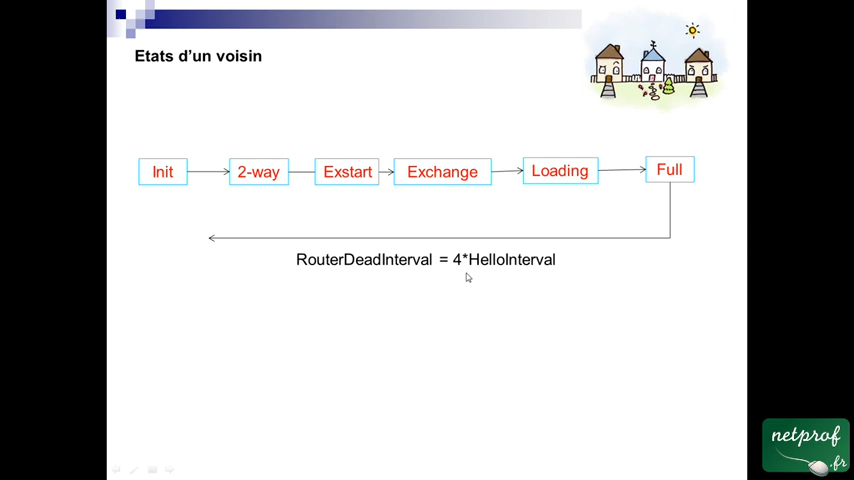 Etats d'un voisin
Init 2-way Exstart Exchange Loading Full
RouterDeadInterval = 4*HelloInterval
netprof
.fr